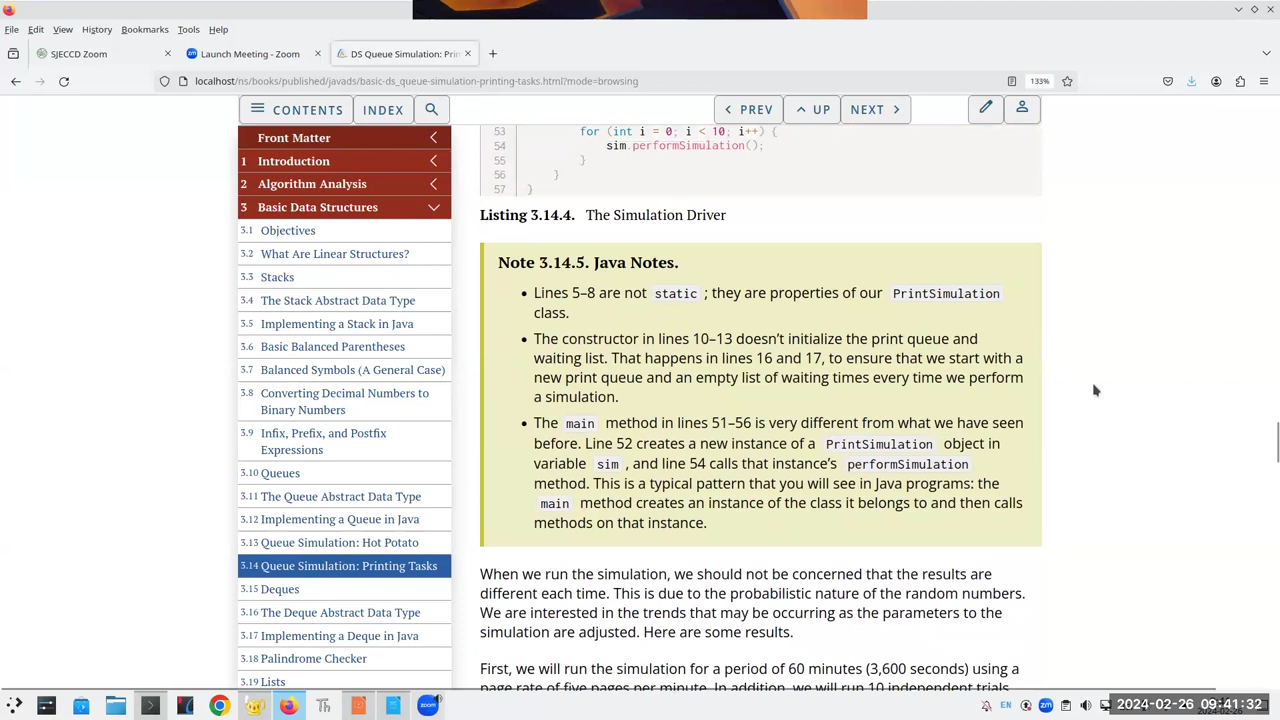 File Edit View History Bookmarks Tools Help
SJECCD Zoom
Launch Meeting - Zoom
DS Queue Simulation: Prin
localhost/ns/books/published/javads/basic-ds_queue-simulation-printing-tasks.html?mode=browsing
133%
CONTENTS INDEX
PREV UP NEXT
Front Matter
1 Introduction
2 Algorithm Analysis
3 Basic Data Structures
3.1 Objectives
3.2 What Are Linear Structures?
3.3 Stacks
3.4 The Stack Abstract Data Type
3.5 Implementing a Stack in Java
3.6 Basic Balanced Parentheses
3.7 Balanced Symbols (A General Case)
3.8 Converting Decimal Numbers to
Binary Numbers
3.9 Infix, Prefix, and Postfix
Expressions
3.10 Queues
3.11 The Queue Abstract Data Type
3.12 Implementing a Queue in Java
3.13 Queue Simulation: Hot Potato
3.14 Queue Simulation: Printing Tasks
3.15 Deques
3.16 The Deque Abstract Data Type
3.17 Implementing a Deque in Java
3.18 Palindrome Checker
3.19 Lists
53 for (int i = 0; i < 10; i++) {
54 sim.performSimulation();
55 }
56 }
57 }
Listing 3.14.4. The Simulation Driver
Note 3.14.5. Java Notes.
• Lines 5–8 are not static ; they are properties of our PrintSimulation
class.
• The constructor in lines 10–13 doesn’t initialize the print queue and
waiting list. That happens in lines 16 and 17, to ensure that we start with a
new print queue and an empty list of waiting times every time we perform
a simulation.
• The main method in lines 51–56 is very different from what we have seen
before. Line 52 creates a new instance of a PrintSimulation object in
variable sim , and line 54 calls that instance’s performSimulation
method. This is a typical pattern that you will see in Java programs: the
main method creates an instance of the class it belongs to and then calls
methods on that instance.
When we run the simulation, we should not be concerned that the results are
different each time. This is due to the probabilistic nature of the random numbers.
We are interested in the trends that may be occurring as the parameters to the
simulation are adjusted. Here are some results.
First, we will run the simulation for a period of 60 minutes (3,600 seconds) using a
page rate of five pages per minute. In addition, we will run 10 independent trials
Th
zoom
EN
zm
2024-02-26 09:41:32